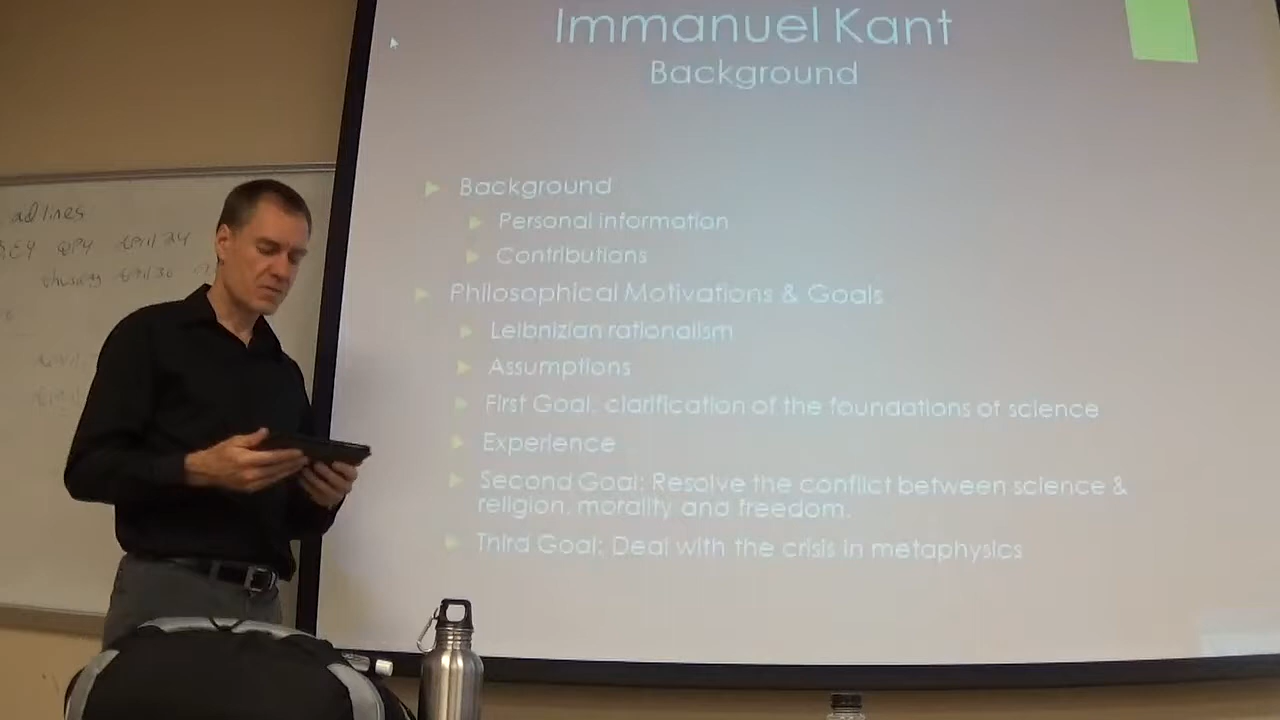 Immanuel Kant
Background
Background
Personal information
Contributions
Philosophical Motivations & Goals
Leibnizian rationalism
Assumptions
First Goal: clarification of the foundations of science
Experience
Second Goal: Resolve the conflict between science &
religion, morality and freedom.
Third Goal: Deal with the crisis in metaphysics
adlines